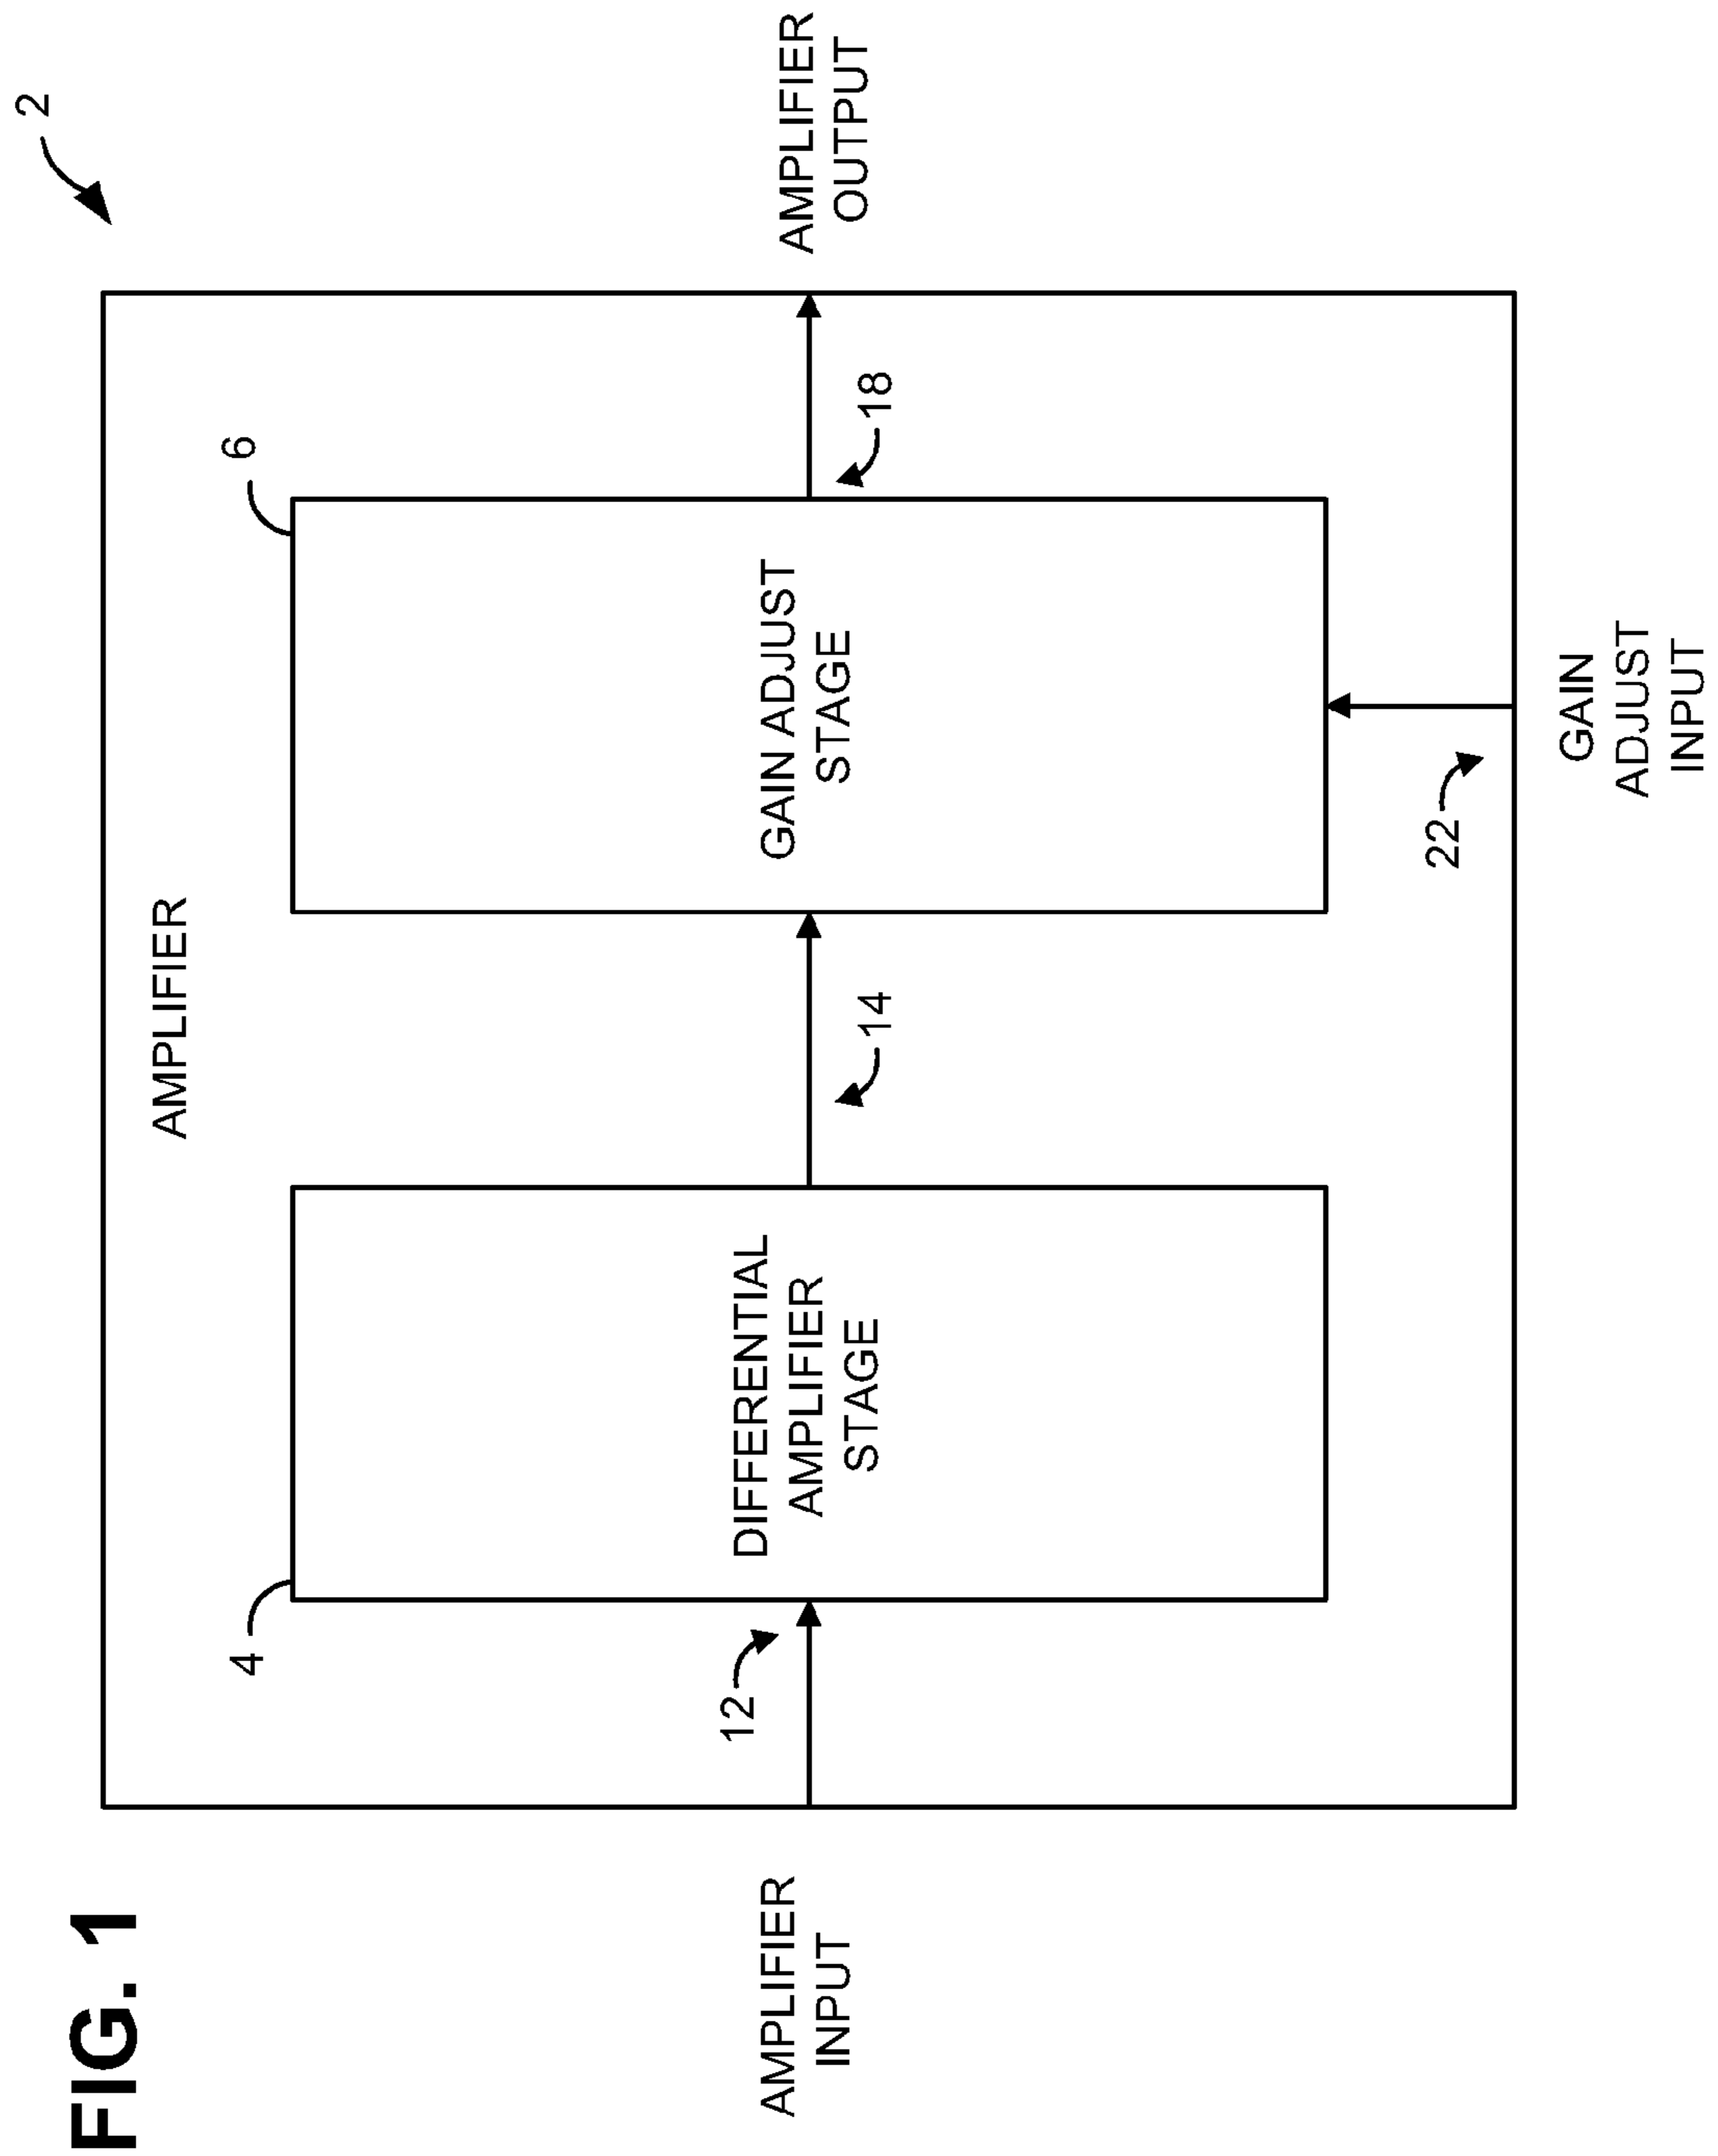 FIG. 1
2
AMPLIFIER
4
6
AMPLIFIER
INPUT
12
DIFFERENTIAL
AMPLIFIER
STAGE
14
GAIN ADJUST
STAGE
18
AMPLIFIER
OUTPUT
22
GAIN
ADJUST
INPUT